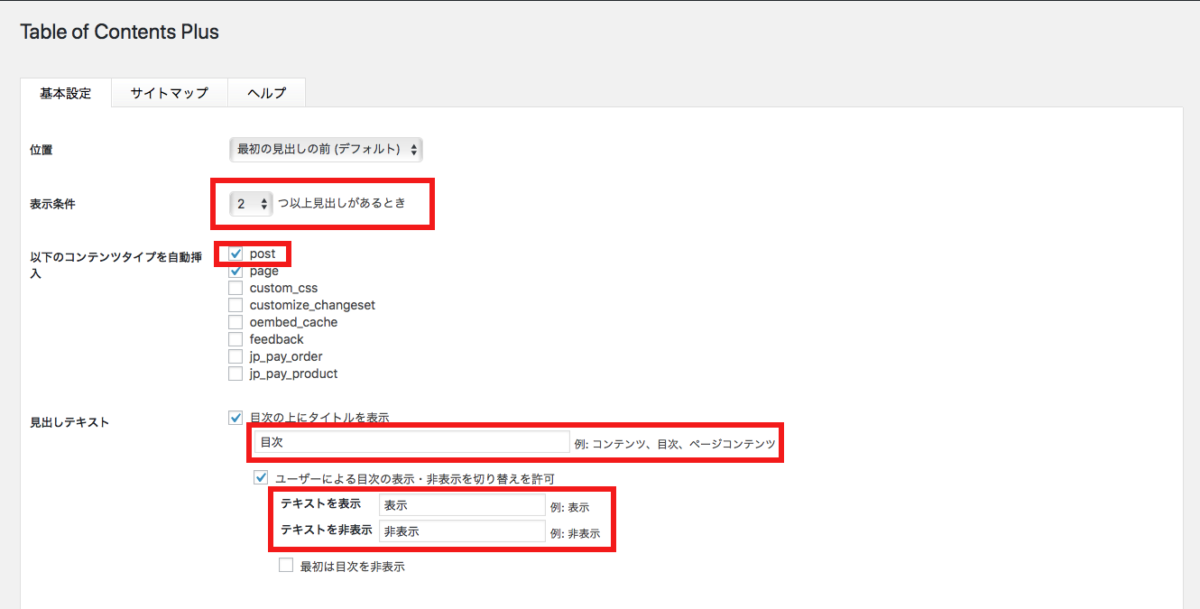 Table of Contents Plus
基本設定 サイトマップ ヘルプ
位置 最初の見出しの前 (デフォルト)
表示条件 2 つ以上見出しがあるとき
以下のコンテンツタイプを自動挿
入
post
page
custom_css
customize_changeset
oembed_cache
feedback
jp_pay_order
jp_pay_product
見出しテキスト 目次の上にタイトルを表示
目次 例: コンテンツ、目次、ページコンテンツ
ユーザーによる目次の表示・非表示を切り替えを許可
テキストを表示 表示 例: 表示
テキストを非表示 非表示 例: 非表示
最初は目次を非表示